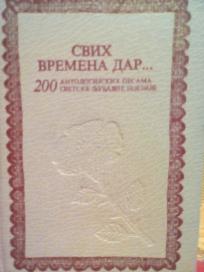 СВИХ
ВРЕМЕНА ДАР...
200 АНТОЛОГИЈСКИХ ПЕСАМА
СВЕТСКЕ ЉУБАВНЕ ПОЕЗИЈЕ